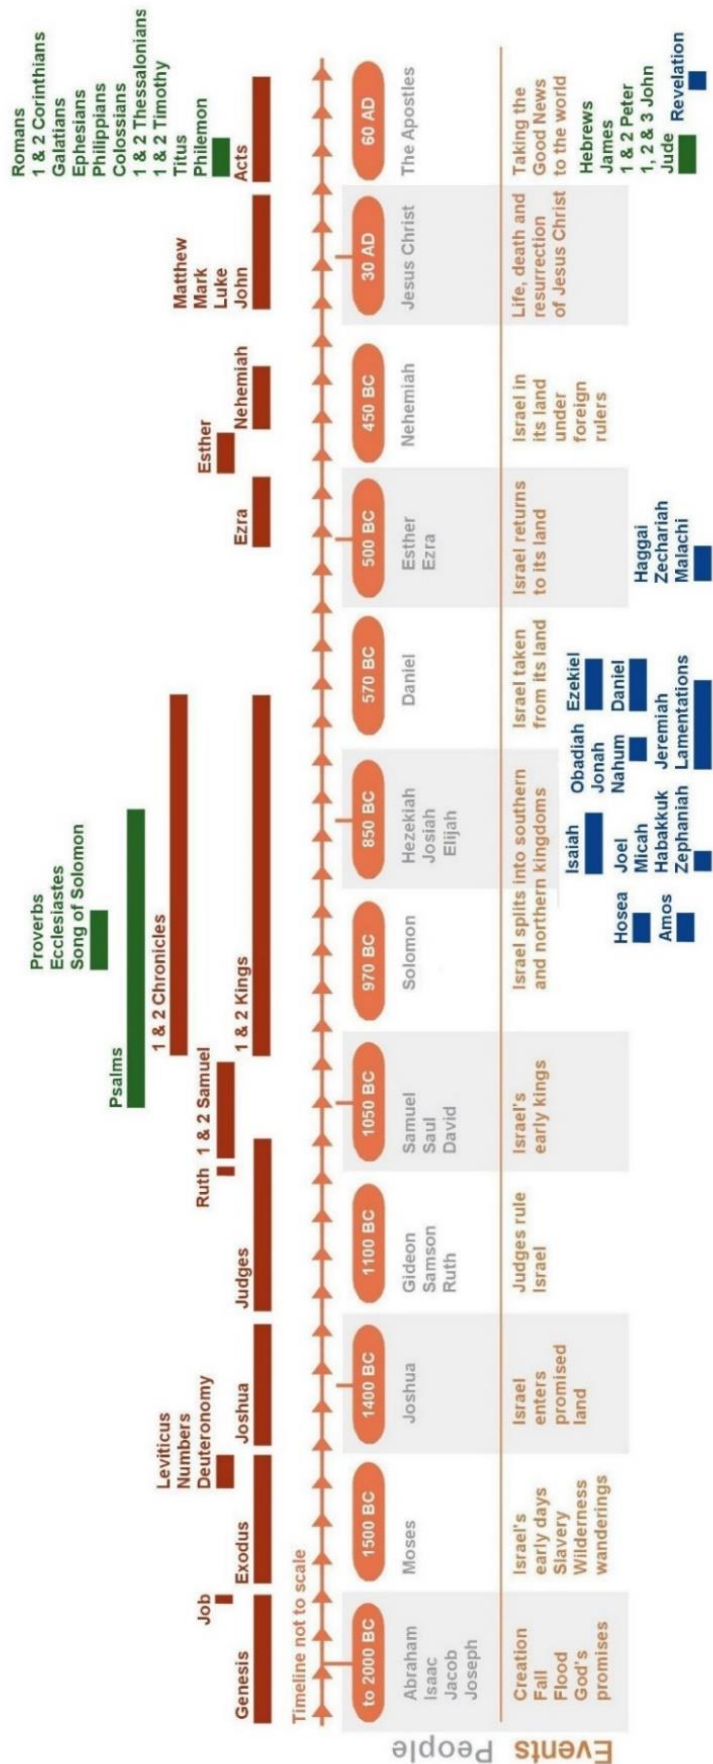 Romans
1 & 2 Corinthians
Galatians
Ephesians
Philippians
Colossians
1 & 2 Thessalonians
1 & 2 Timothy
Titus
Philemon
Proverbs
Ecclesiastes
Song of Solomon
Psalms
Matthew
Mark
Luke
John
Acts
Leviticus
Numbers
Deuteronomy
1 & 2 Chronicles
Job
Ruth
1 & 2 Samuel
Esther
Genesis
Exodus
Joshua
Judges
1 & 2 Kings
Ezra
Nehemiah
Timeline not to scale
to 2000 BC
1500 BC
1400 BC
1100 BC
1050 BC
970 BC
850 BC
570 BC
500 BC
450 BC
30 AD
60 AD
People
Abraham
Isaac
Jacob
Joseph
Moses
Joshua
Gideon
Samson
Ruth
Samuel
Saul
David
Solomon
Hezekiah
Josiah
Elijah
Daniel
Esther
Ezra
Nehemiah
Jesus Christ
The Apostles
Events
Creation
Fall
Flood
God's
promises
Israel's
early days
Slavery
Wilderness
wanderings
Israel
enters
promised
land
Judges rule
Israel
Israel's
early kings
Israel splits into southern
and northern kingdoms
Israel taken
from its land
Israel returns
to its land
Israel in
its land
under
foreign
rulers
Life, death and
resurrection
of Jesus Christ
Taking the
Good News
to the world
Hosea
Amos
Isaiah
Joel
Micah
Habakkuk
Zephaniah
Obadiah
Jonah
Nahum
Jeremiah
Lamentations
Ezekiel
Daniel
Haggai
Zechariah
Malachi
Hebrews
James
1 & 2 Peter
1, 2 & 3 John
Jude
Revelation